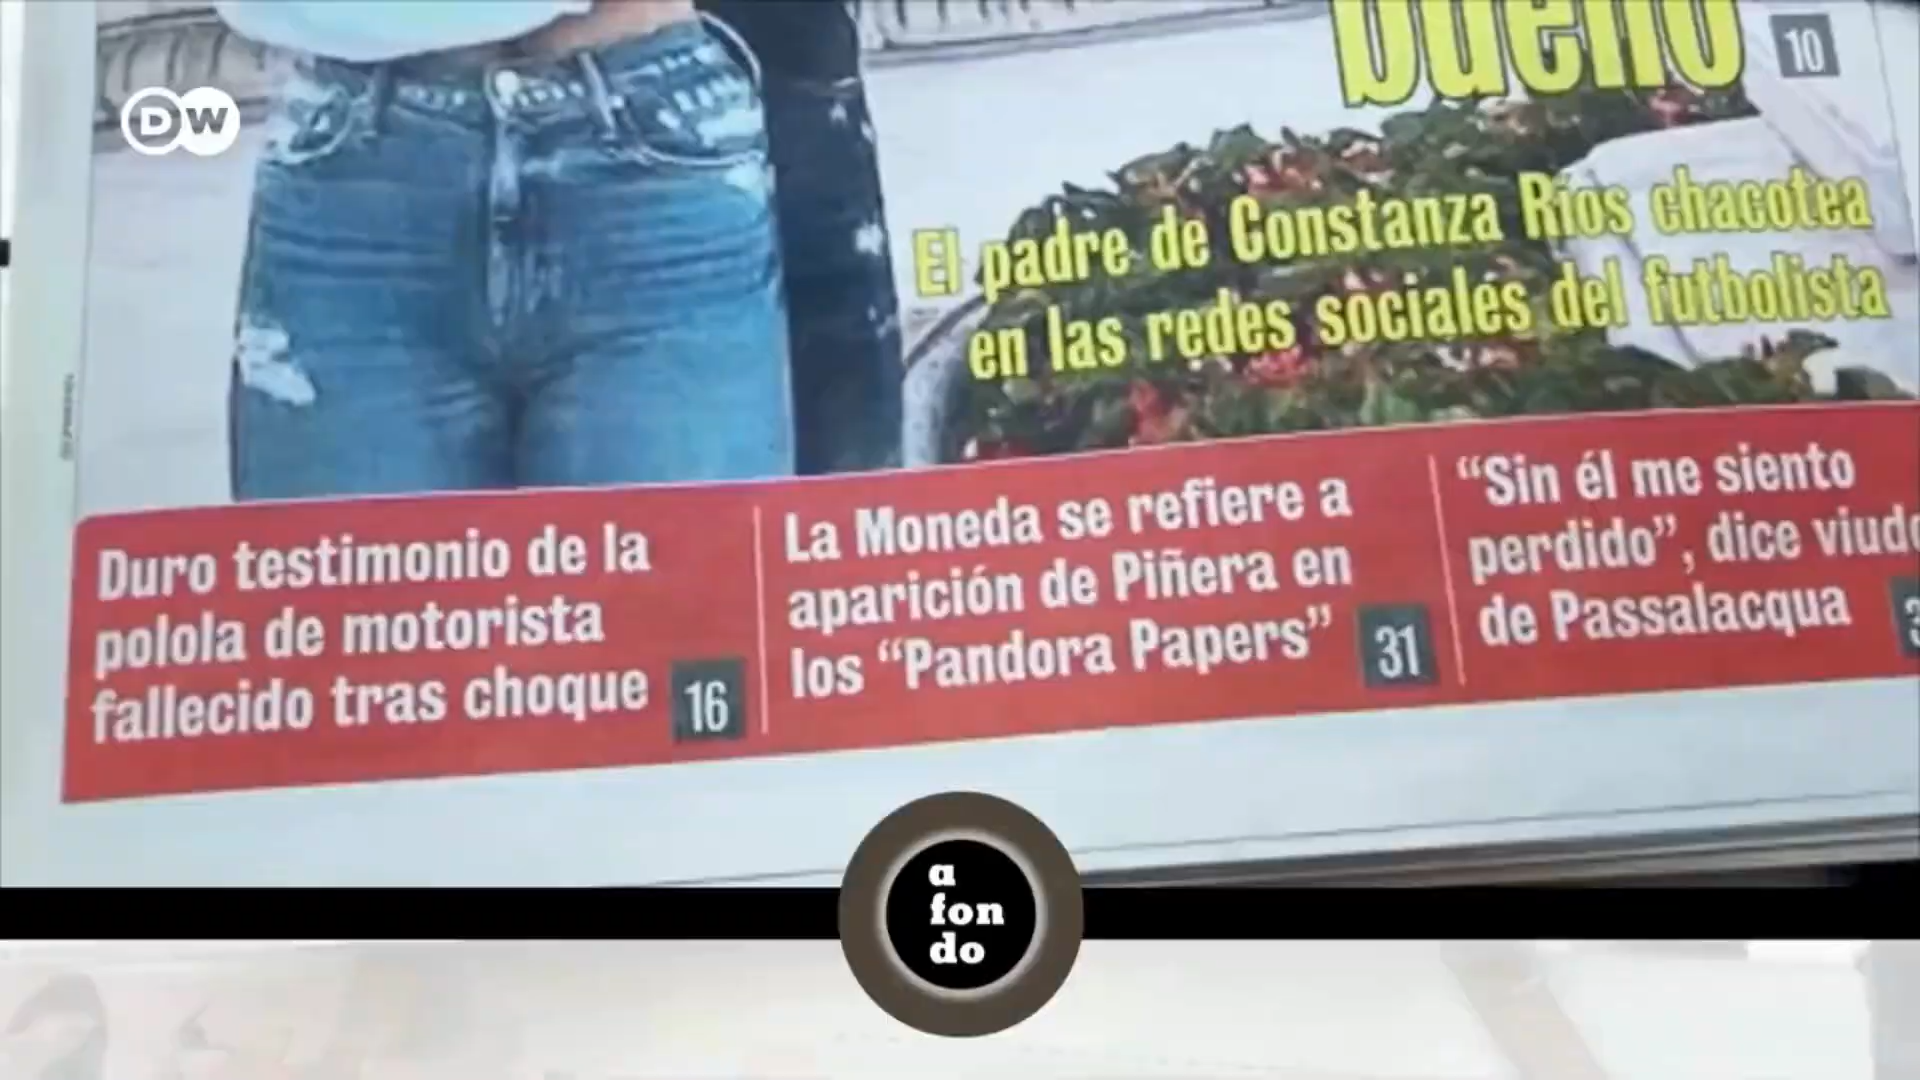 DW
bueno
10
El padre de Constanza Ríos chacotea
en las redes sociales del futbolista
Duro testimonio de la
polola de motorista
fallecido tras choque 16
La Moneda se refiere a
aparición de Piñera en
los “Pandora Papers” 31
“Sin él me siento
perdido”, dice viudo
de Passalacqua
a
fon
do